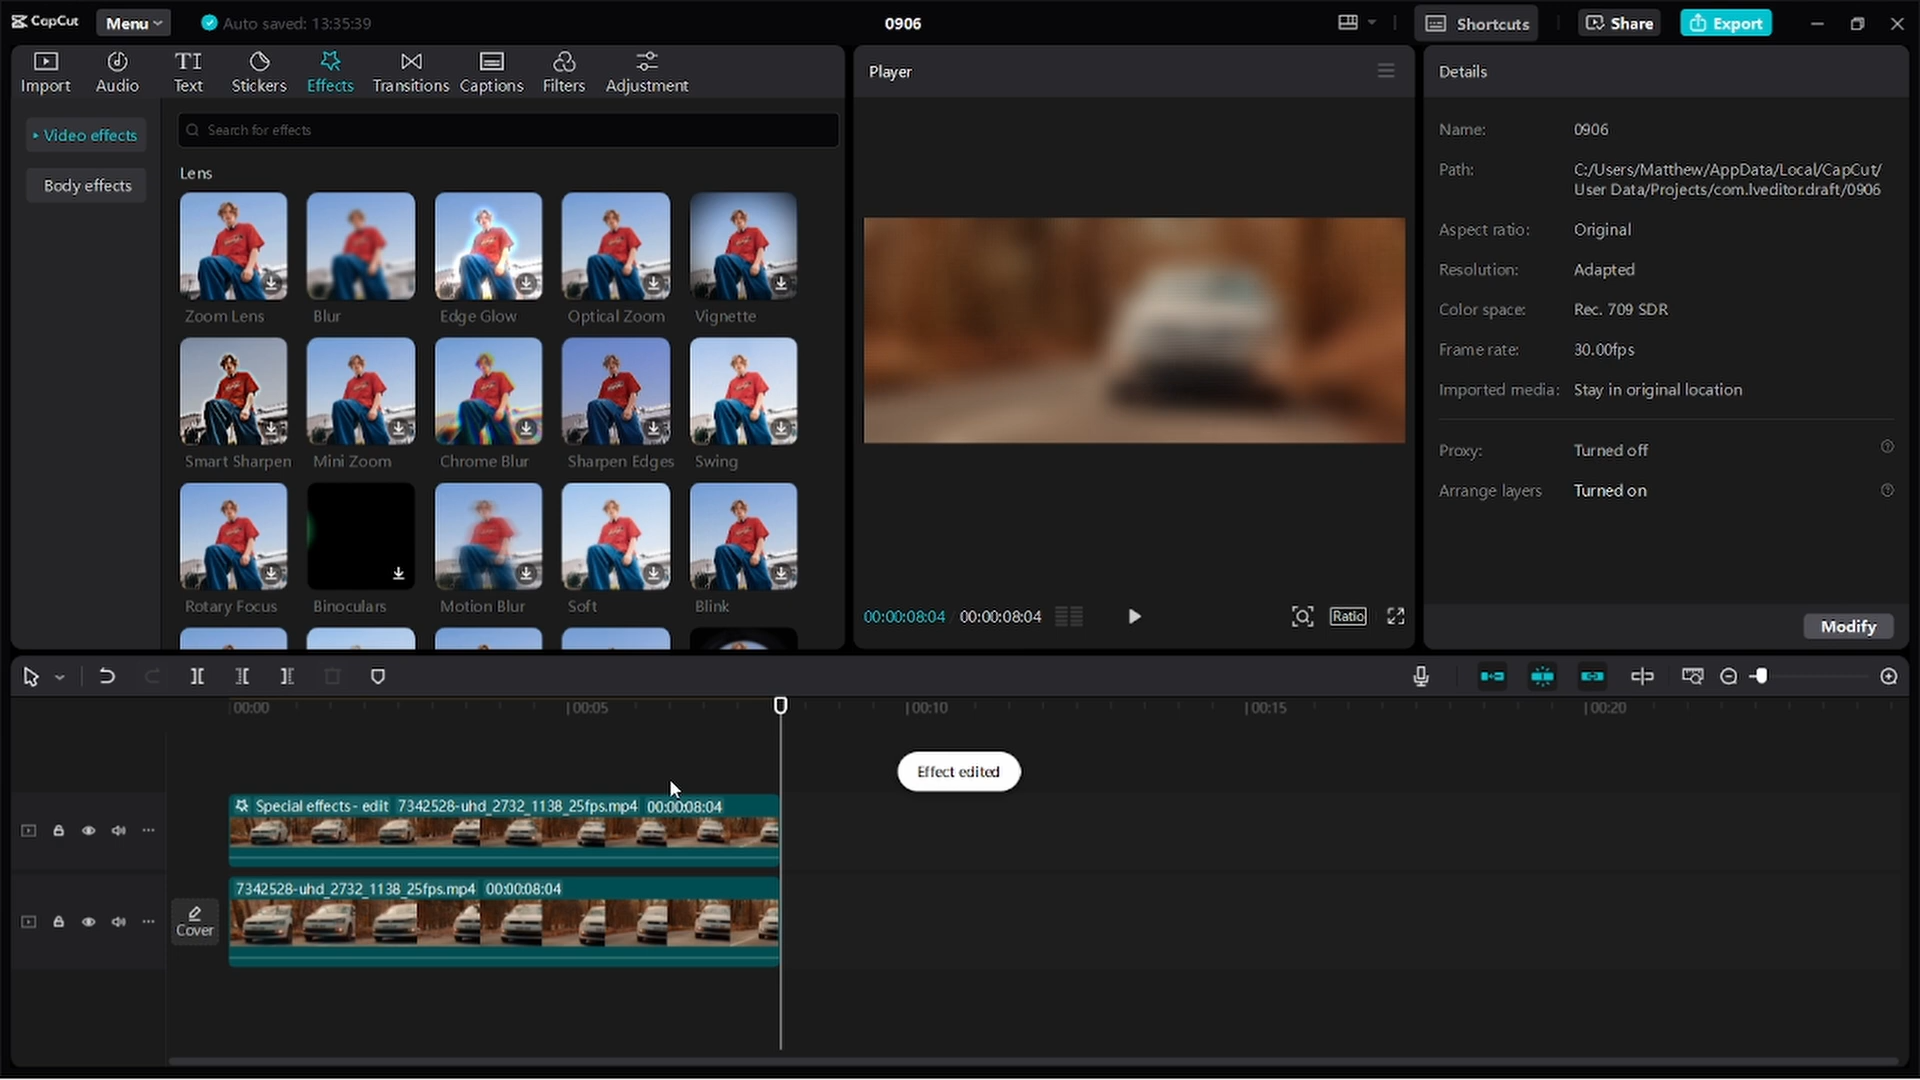 CapCut
Menu
Auto saved: 13:35:39
0906
Shortcuts
Share
Export
Import
Audio
TI
Text
Stickers
Effects
Transitions
Captions
Filters
Adjustment
Video effects
Body effects
Search for effects
Lens
Zoom Lens
Blur
Edge Glow
Optical Zoom
Vignette
Smart Sharpen
Mini Zoom
Chrome Blur
Sharpen Edges
Swing
Rotary Focus
Binoculars
Motion Blur
Soft
Blink
Player
00:00:08:04
00:00:08:04
Ratio
Details
Name: 0906
Path: C:/Users/Matthew/AppData/Local/CapCut/
User Data/Projects/com.lveditor.draft/0906
Aspect ratio: Original
Resolution: Adapted
Color space: Rec. 709 SDR
Frame rate: 30.00fps
Imported media: Stay in original location
Proxy: Turned off
Arrange layers Turned on
Modify
00:00
00:05
00:10
00:15
00:20
Effect edited
Special effects - edit 7342528-uhd_2732_1138_25fps.mp4 00:00:08:04
7342528-uhd_2732_1138_25fps.mp4 00:00:08:04
Cover